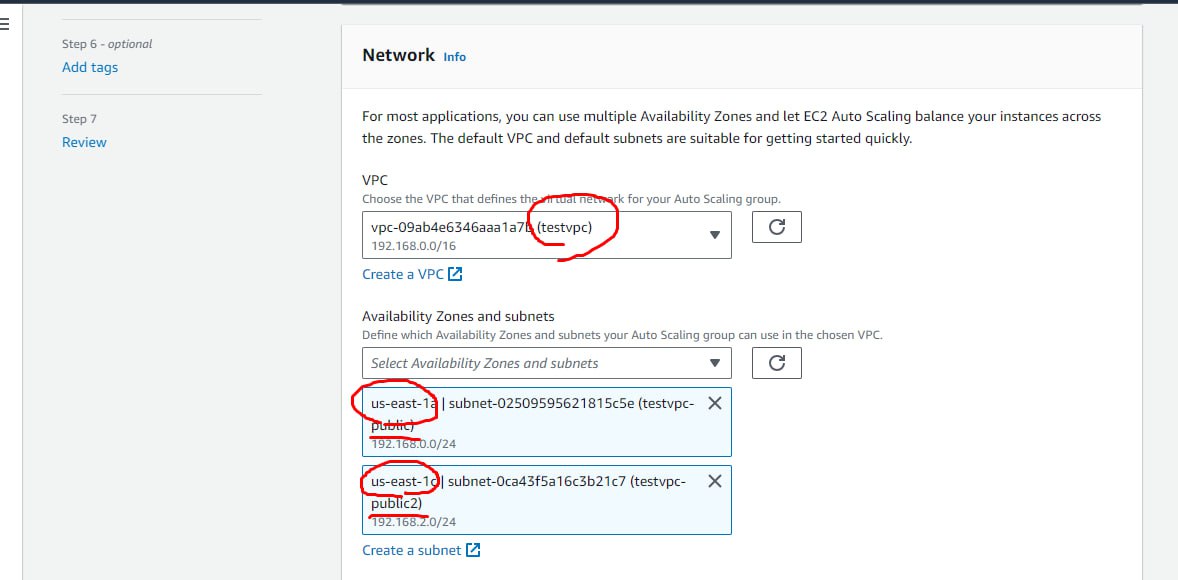 Step 6 - optional
Add tags
Step 7
Review
Network Info
For most applications, you can use multiple Availability Zones and let EC2 Auto Scaling balance your instances across
the zones. The default VPC and default subnets are suitable for getting started quickly.
VPC
Choose the VPC that defines the virtual network for your Auto Scaling group.
vpc-09ab4e6346aaa1a7b (testvpc)
192.168.0.0/16
Create a VPC
Availability Zones and subnets
Define which Availability Zones and subnets your Auto Scaling group can use in the chosen VPC.
Select Availability Zones and subnets
us-east-1a | subnet-02509595621815c5e (testvpc-
public)
192.168.0.0/24
us-east-1c | subnet-0ca43f5a16c3b21c7 (testvpc-
public2)
192.168.2.0/24
Create a subnet